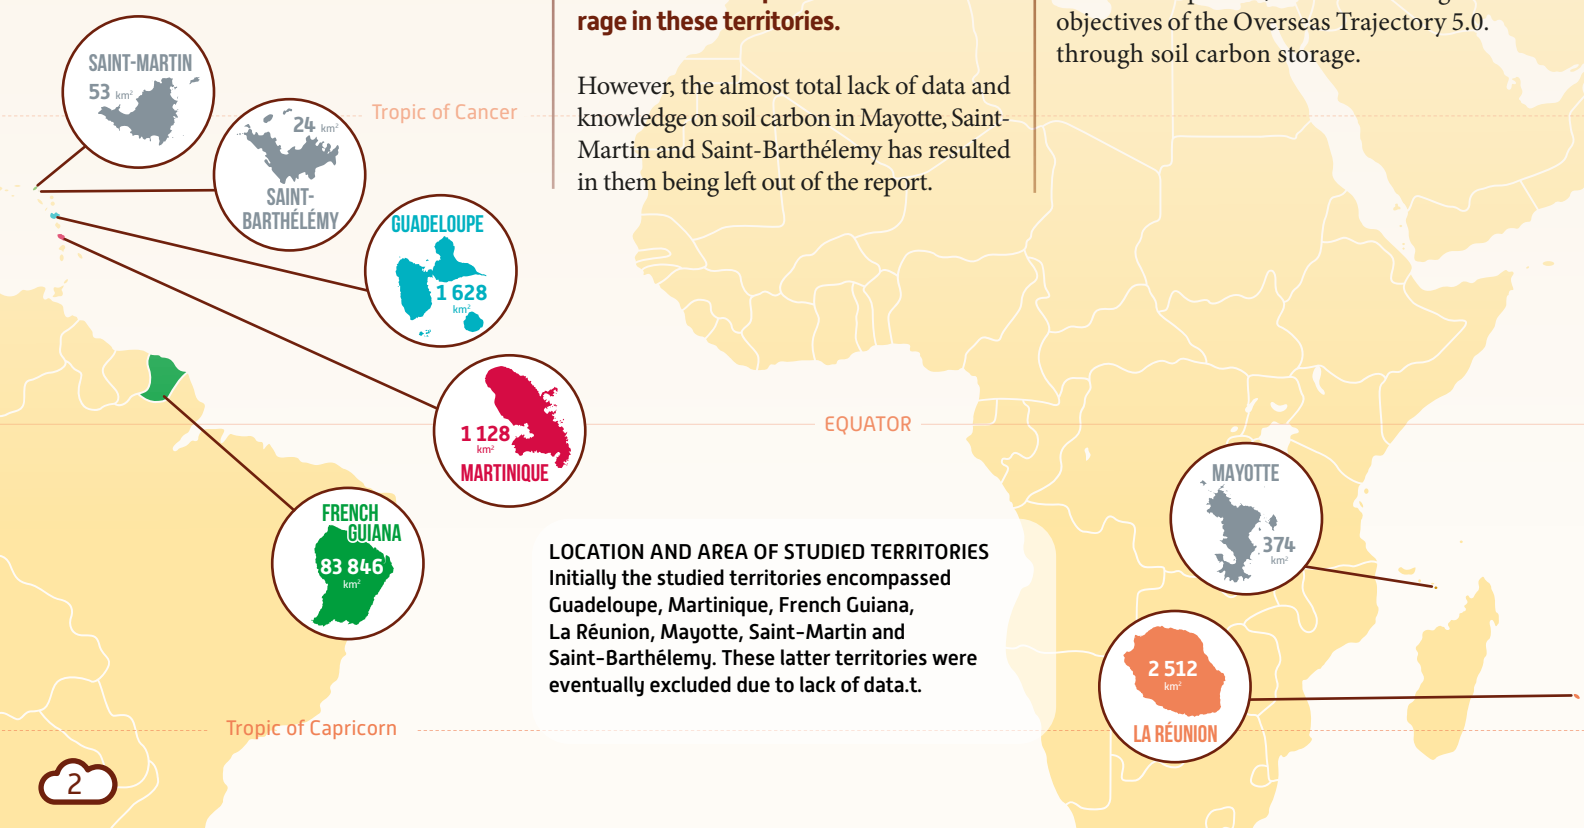 rage in these territories.
However, the almost total lack of data and
knowledge on soil carbon in Mayotte, Saint-
Martin and Saint-Barthélemy has resulted
in them being left out of the report.
objectives of the Overseas Trajectory 5.0.
through soil carbon storage.
SAINT-MARTIN
53 km²
Tropic of Cancer
24 km²
SAINT-
BARTHÉLÉMY
GUADELOUPE
1 628
km²
1 128
km²
MARTINIQUE
EQUATOR
FRENCH
GUIANA
83 846
km²
MAYOTTE
374
km²
LOCATION AND AREA OF STUDIED TERRITORIES
Initially the studied territories encompassed
Guadeloupe, Martinique, French Guiana,
La Réunion, Mayotte, Saint-Martin and
Saint-Barthélemy. These latter territories were
eventually excluded due to lack of data.t.
2 512
km²
LA RÉUNION
Tropic of Capricorn
2